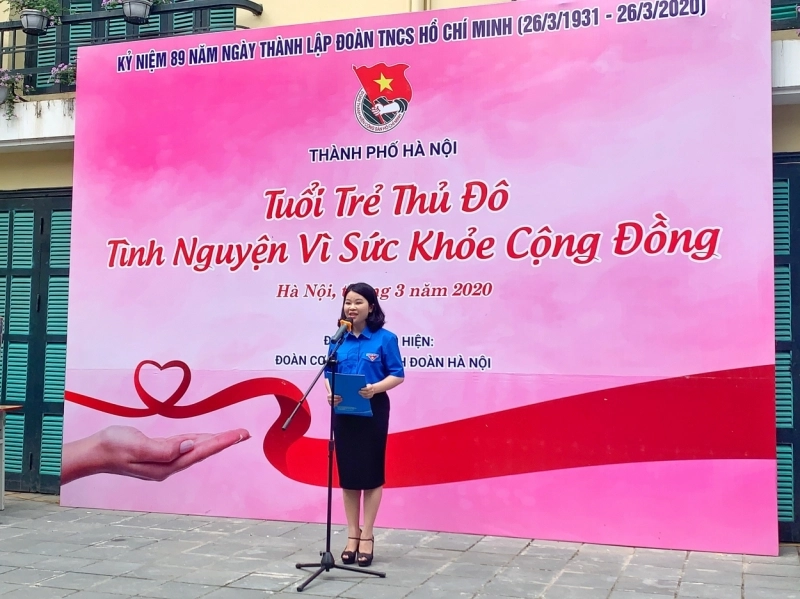 KỶ NIỆM 89 NĂM NGÀY THÀNH LẬP ĐOÀN TNCS HỒ CHÍ MINH (26/3/1931 - 26/3/2020)
THÀNH PHỐ HÀ NỘI
Tuổi Trẻ Thủ Đô
Tình Nguyện Vì Sức Khỏe Cộng Đồng
Hà Nội, 3 năm 2020
HIỆN:
ĐOÀN ĐOÀN HÀ NỘI